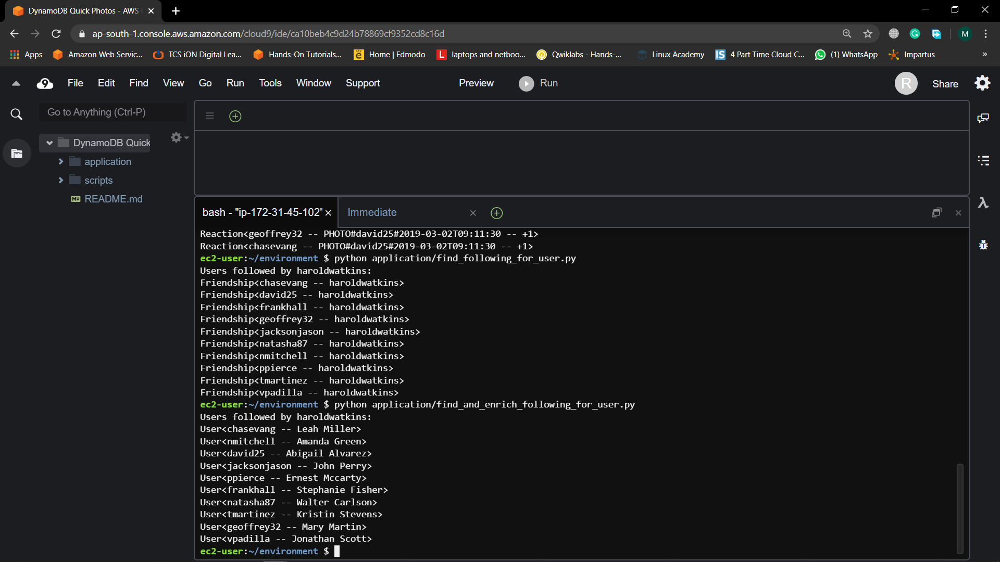 DynamoDB Quick Photos - AWS
ap-south-1.console.aws.amazon.com/cloud9/ide/ca10beb4c9d24b78869cf9352cd8c16d
M
Apps Amazon Web Servic... TCS iON Digital Lea... Hands-On Tutorials... Home | Edmodo laptops and netboo... Qwiklabs - Hands-... Linux Academy 4 Part Time Cloud C... (1) WhatsApp Impartus »
9 File Edit Find View Go Run Tools Window Support Preview Run R Share
Go to Anything (Ctrl-P)
DynamoDB Quick
application
scripts
M↓ README.md
bash - "ip-172-31-45-102" Immediate
Reaction<geoffrey32 -- PHOTO#david25#2019-03-02T09:11:30 -- +1>
Reaction<chasevang -- PHOTO#david25#2019-03-02T09:11:30 -- +1>
ec2-user:~/environment $ python application/find_following_for_user.py
Users followed by haroldwatkins:
Friendship<chasevang -- haroldwatkins>
Friendship<david25 -- haroldwatkins>
Friendship<frankhall -- haroldwatkins>
Friendship<geoffrey32 -- haroldwatkins>
Friendship<jacksonjason -- haroldwatkins>
Friendship<natasha87 -- haroldwatkins>
Friendship<nmitchell -- haroldwatkins>
Friendship<ppierce -- haroldwatkins>
Friendship<tmartinez -- haroldwatkins>
Friendship<vpadilla -- haroldwatkins>
ec2-user:~/environment $ python application/find_and_enrich_following_for_user.py
Users followed by haroldwatkins:
User<chasevang -- Leah Miller>
User<nmitchell -- Amanda Green>
User<david25 -- Abigail Alvarez>
User<jacksonjason -- John Perry>
User<ppierce -- Ernest Mccarty>
User<frankhall -- Stephanie Fisher>
User<natasha87 -- Walter Carlson>
User<tmartinez -- Kristin Stevens>
User<geoffrey32 -- Mary Martin>
User<vpadilla -- Jonathan Scott>
ec2-user:~/environment $